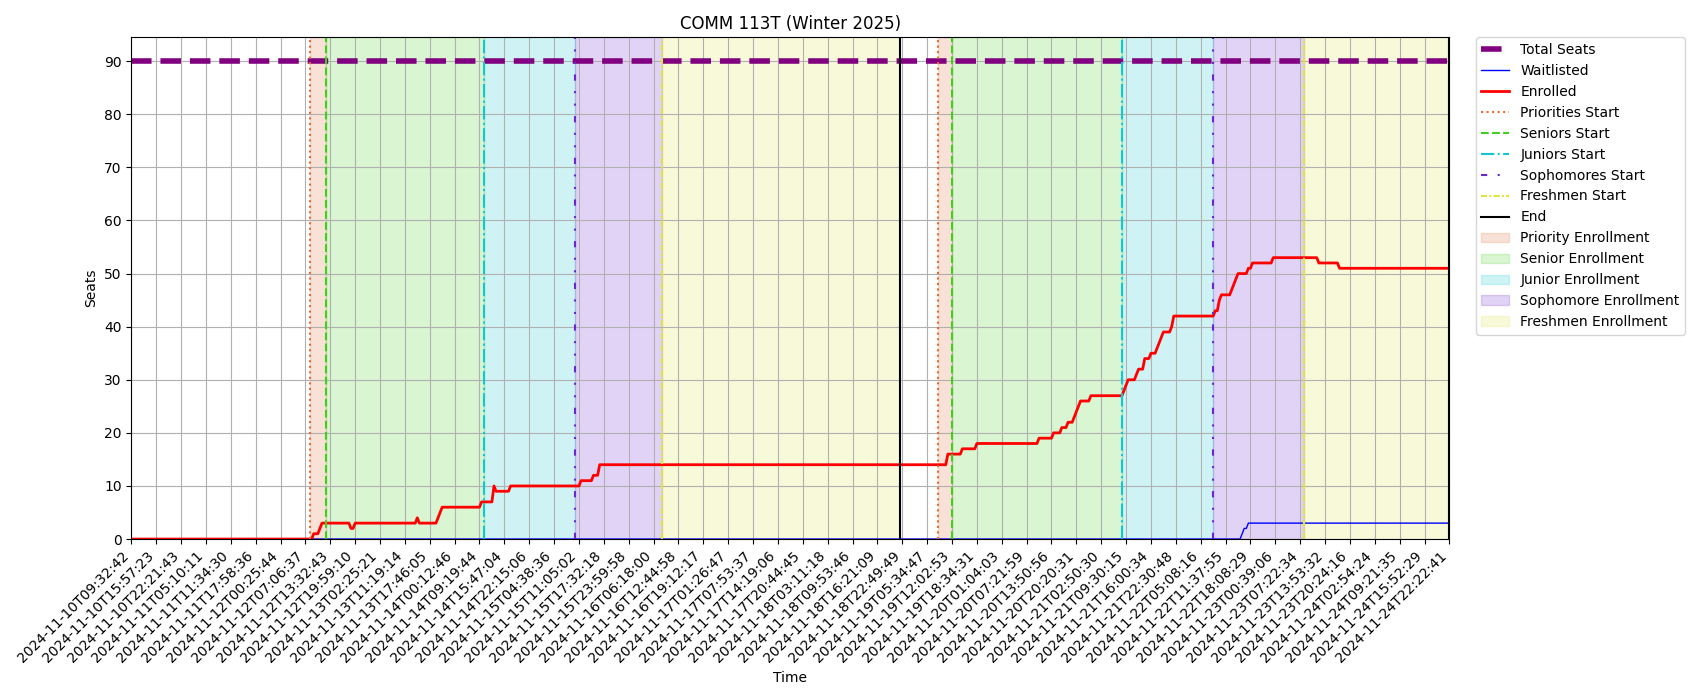 COMM 113T (Winter 2025)
Seats
90
80
70
60
50
40
30
20
10
0
2024-11-10T09:32:42
2024-11-10T15:57:23
2024-11-10T22:21:43
2024-11-11T05:10:11
2024-11-11T11:34:30
2024-11-11T17:58:36
2024-11-12T00:25:44
2024-11-12T07:06:37
2024-11-12T13:32:43
2024-11-12T19:59:10
2024-11-13T03:25:21
2024-11-13T11:19:14
2024-11-13T17:46:05
2024-11-14T00:12:46
2024-11-14T09:19:44
2024-11-14T15:47:04
2024-11-14T22:15:06
2024-11-15T04:38:36
2024-11-15T11:05:02
2024-11-15T17:32:18
2024-11-15T23:59:58
2024-11-16T06:18:00
2024-11-16T12:44:58
2024-11-16T19:12:17
2024-11-17T01:26:47
2024-11-17T07:53:37
2024-11-17T14:19:06
2024-11-17T20:44:45
2024-11-18T03:11:18
2024-11-18T09:53:46
2024-11-18T16:21:09
2024-11-18T22:49:49
2024-11-19T05:34:47
2024-11-19T12:02:53
2024-11-19T18:34:31
2024-11-20T01:04:03
2024-11-20T07:21:59
2024-11-20T13:50:56
2024-11-20T20:20:31
2024-11-21T02:50:30
2024-11-21T09:30:15
2024-11-21T16:00:34
2024-11-21T22:30:48
2024-11-22T05:08:16
2024-11-22T11:37:55
2024-11-22T18:08:29
2024-11-23T00:39:06
2024-11-23T07:22:34
2024-11-23T13:53:32
2024-11-23T20:24:16
2024-11-24T02:54:24
2024-11-24T09:21:35
2024-11-24T15:52:29
2024-11-24T22:22:41
Time
Total Seats
Waitlisted
Enrolled
Priorities Start
Seniors Start
Juniors Start
Sophomores Start
Freshmen Start
End
Priority Enrollment
Senior Enrollment
Junior Enrollment
Sophomore Enrollment
Freshmen Enrollment